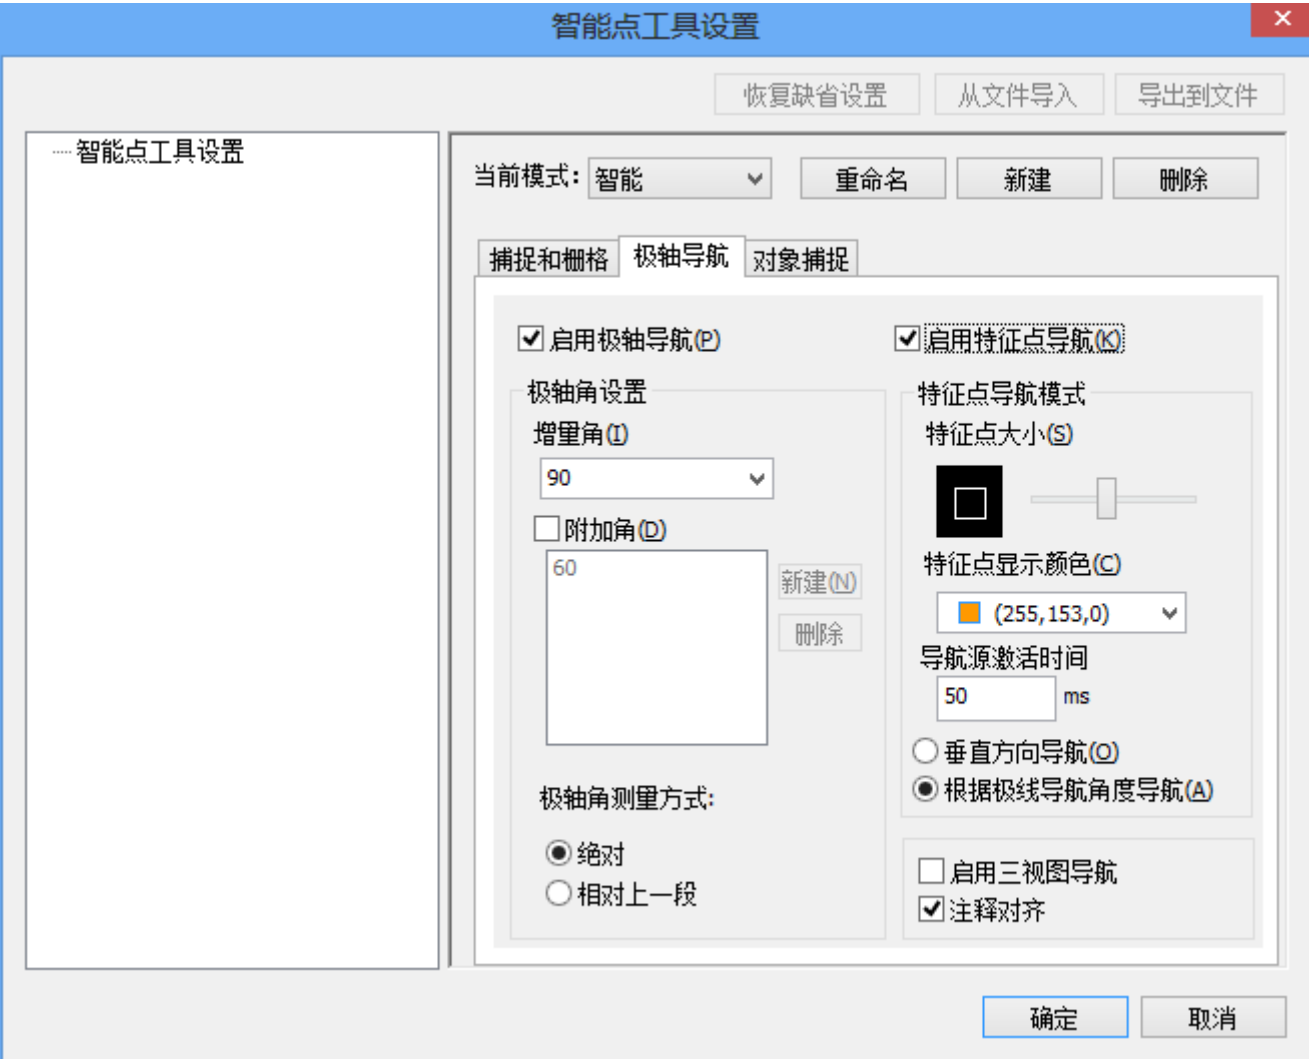 智能点工具设置
恢复缺省设置 从文件导入 导出到文件
智能点工具设置
当前模式: 智能 重命名 新建 删除
捕捉和栅格 极轴导航 对象捕捉
启用极轴导航(P) 启用特征点导航(K)
极轴角设置
增量角(I)
90
附加角(D)
60
新建(N)
删除
极轴角测量方式:
绝对
相对上一段
特征点导航模式
特征点大小(S)
特征点显示颜色(C)
(255,153,0)
导航源激活时间
50 ms
垂直方向导航(O)
根据极线导航角度导航(A)
启用三视图导航
注释对齐
确定 取消